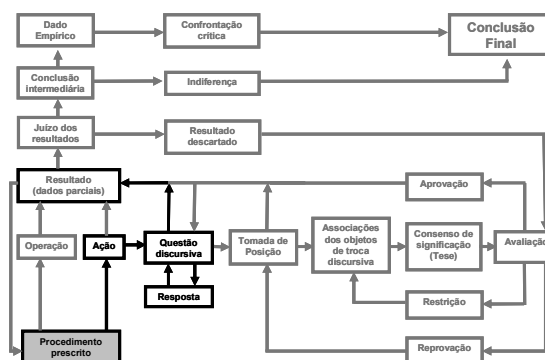 Dado
Empírico
Confrontação
crítica
Conclusão
Final
Conclusão
intermediária
Indiferença
Juízo dos
resultados
Resultado
descartado
Resultado
(dados parciais)
Aprovação
Operação
Ação
Questão
discursiva
Tomada de
Posição
Associações
dos objetos
de troca
discursiva
Consenso de
significação
(Tese)
Avaliação
Resposta
Restrição
Procedimento
prescrito
Reprovação